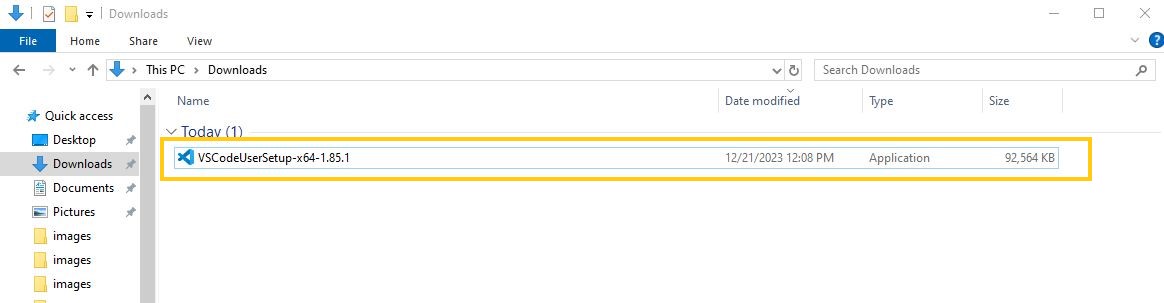 Downloads
File Home Share View
This PC Downloads Search Downloads
Name Date modified Type Size
Quick access
Today (1)
Desktop
VSCodeUserSetup-x64-1.85.1 12/21/2023 12:08 PM Application 92,564 KB
Downloads
Documents
Pictures
images
images
images